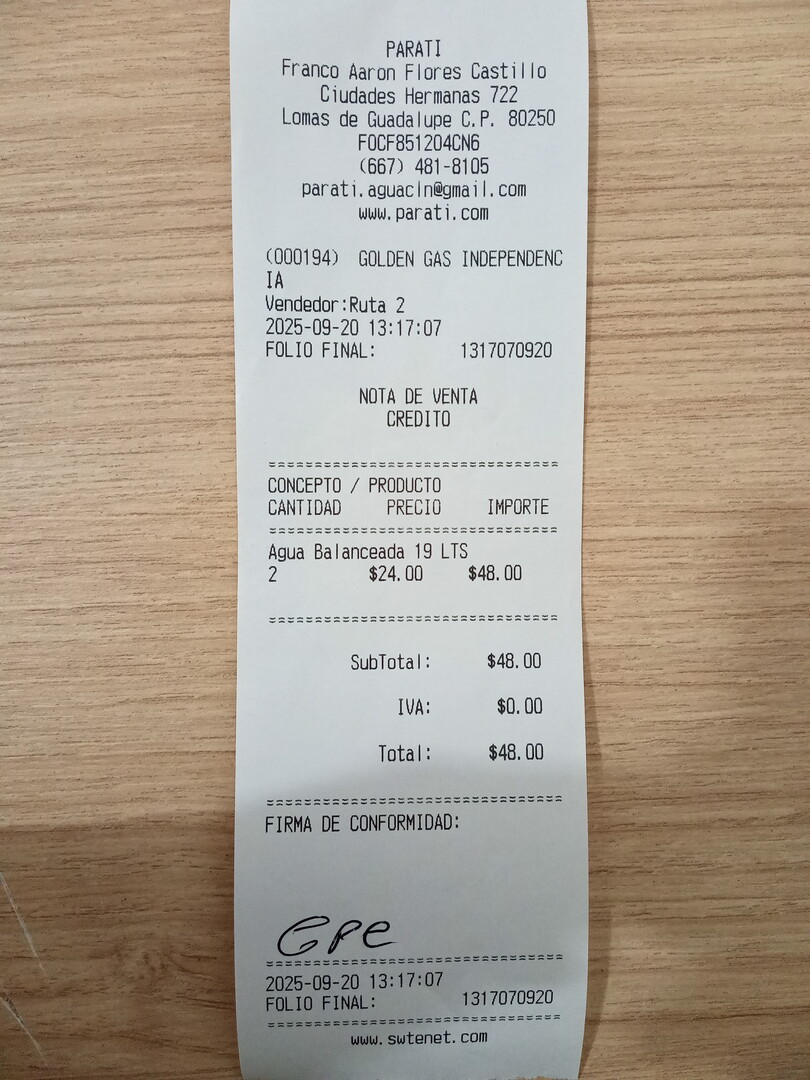 PARATI
Franco Aaron Flores Castillo
Ciudades Hermanas 722
Lomas de Guadalupe C.P. 80250
FOCF851204CN6
(667) 481-8105
parati.aguacln@gmail.com
www.parati.com
(000194) GOLDEN GAS INDEPENDENC
IA
Vendedor:Ruta 2
2025-09-20 13:17:07
FOLIO FINAL: 1317070920
NOTA DE VENTA
CREDITO
==============================
CONCEPTO / PRODUCTO
CANTIDAD PRECIO IMPORTE
==============================
Agua Balanceada 19 LTS
2 $24.00 $48.00
==============================
SubTotal: $48.00
IVA: $0.00
Total: $48.00
==============================
FIRMA DE CONFORMIDAD:
GPe
==============================
2025-09-20 13:17:07
FOLIO FINAL: 1317070920
==============================
www.swtenet.com